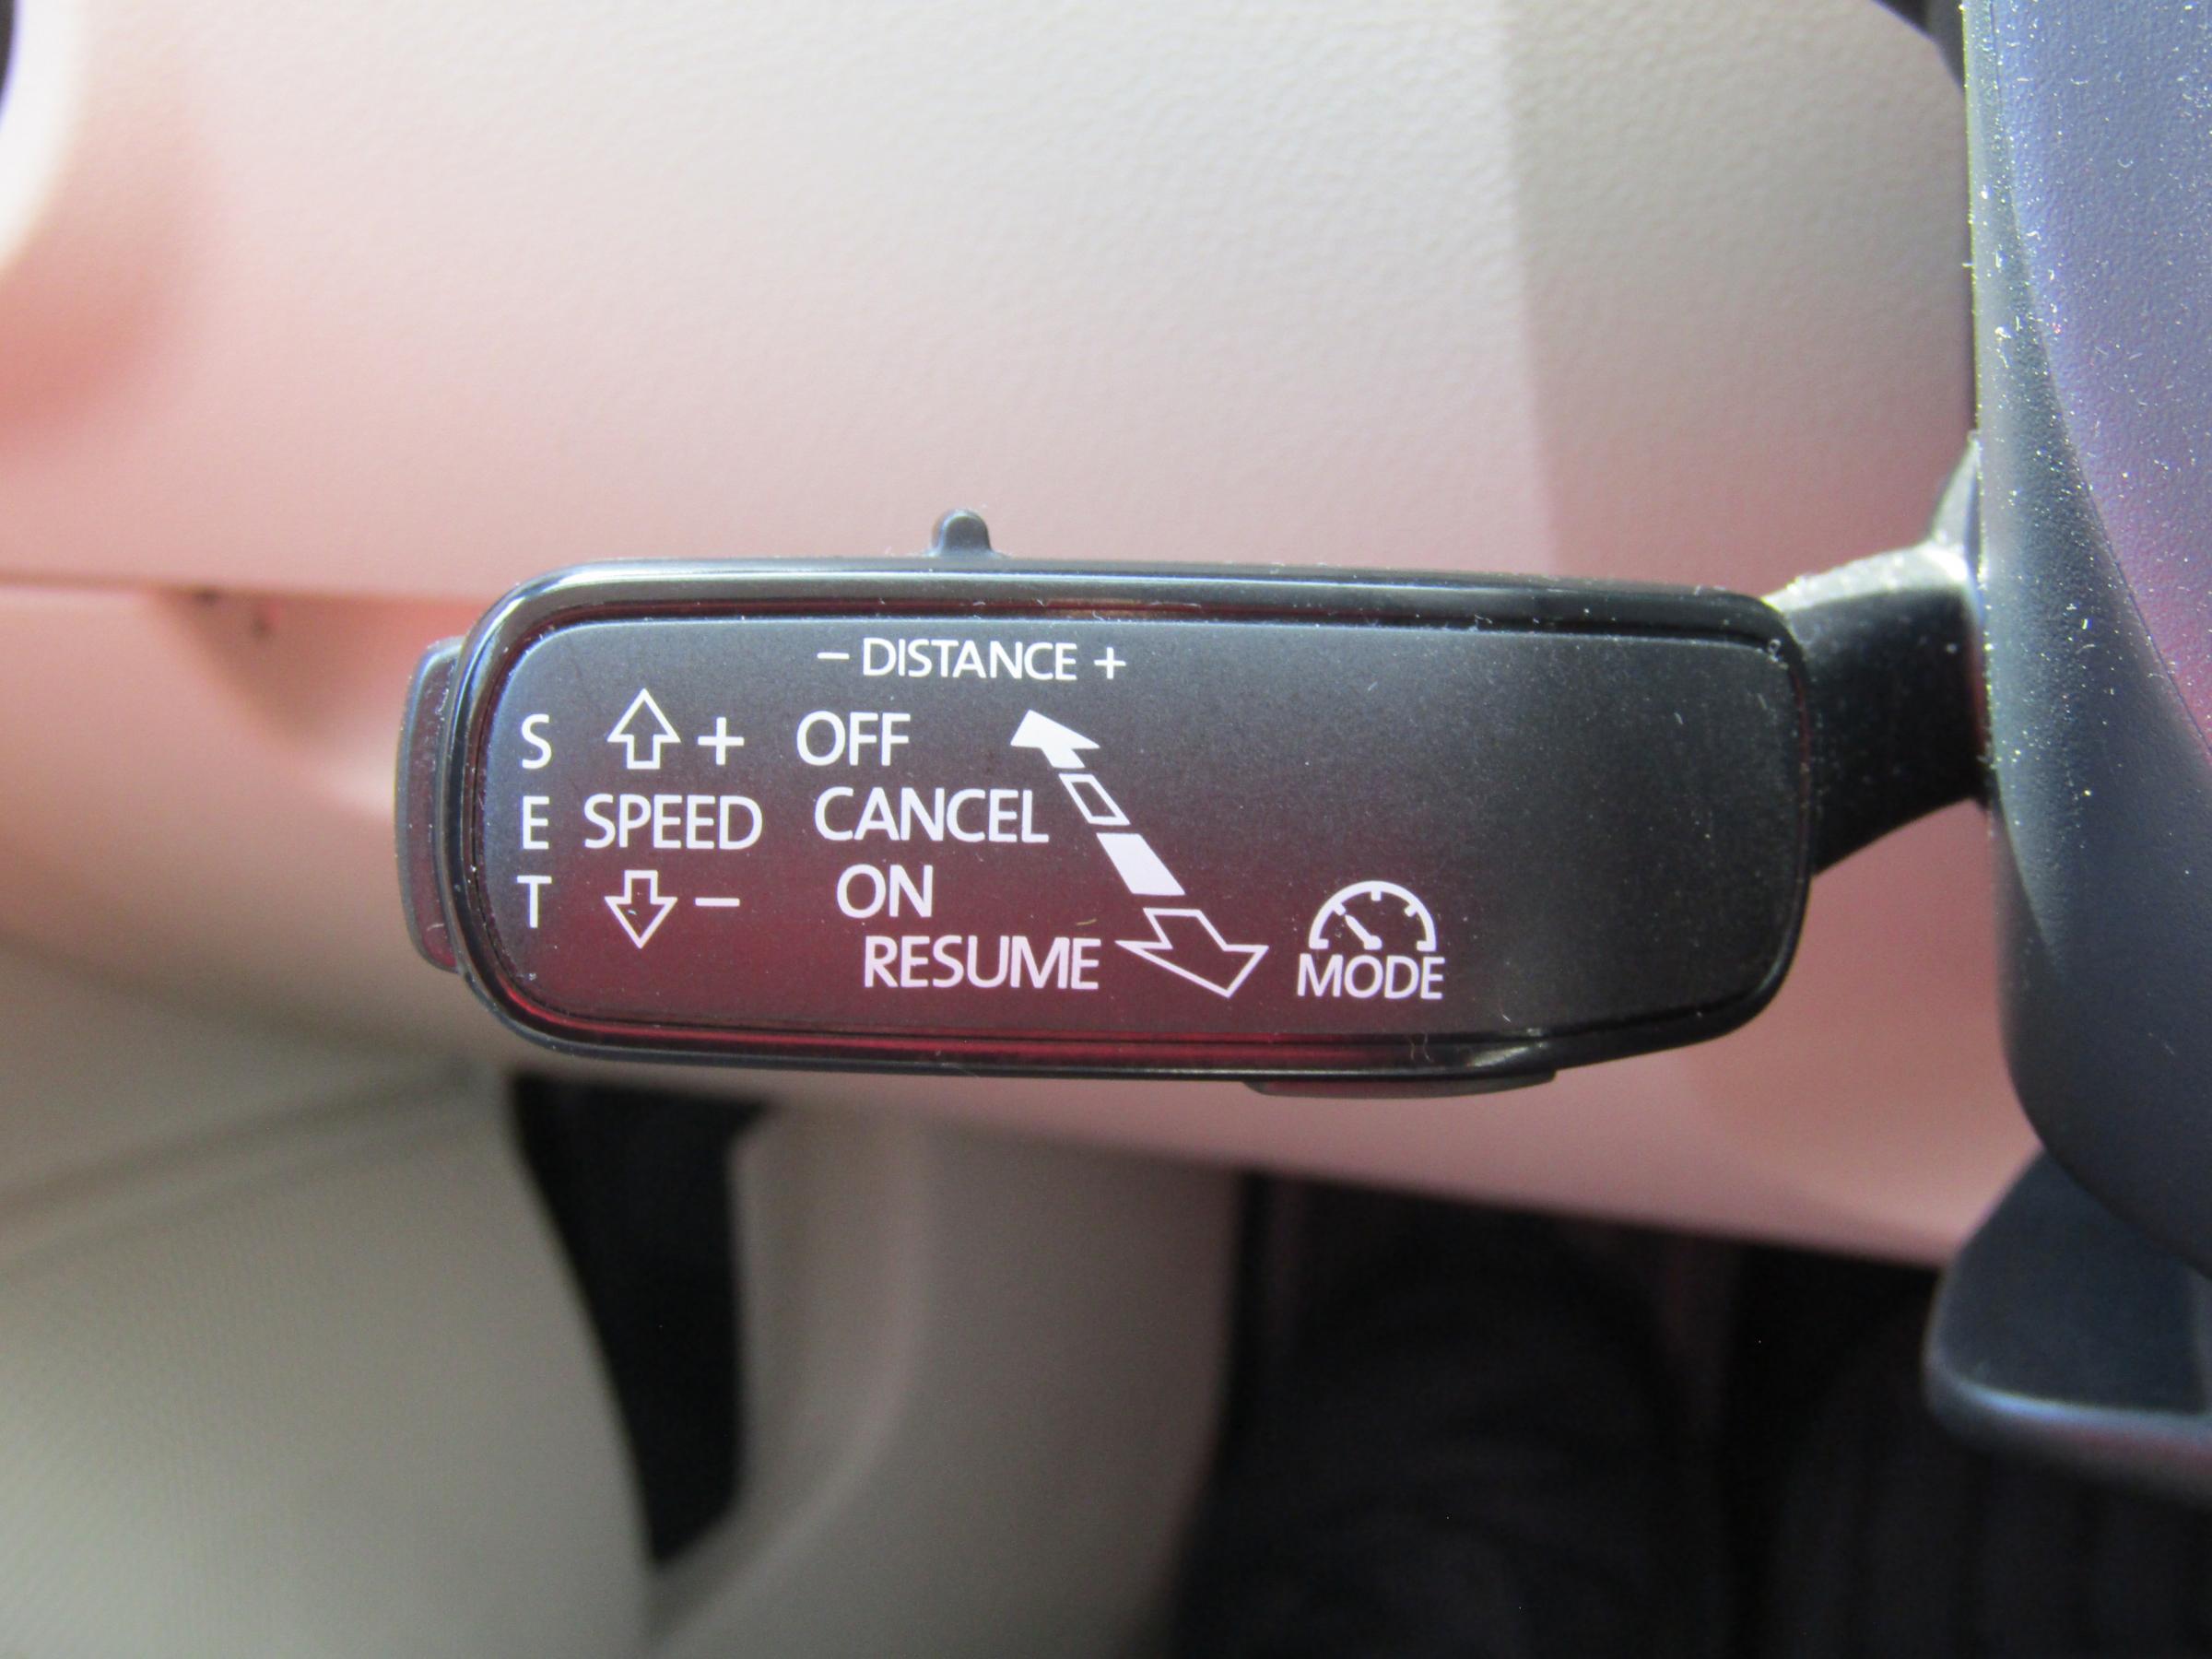 – DISTANCE +
S + OFF
E SPEED CANCEL
T – ON
RESUME MODE